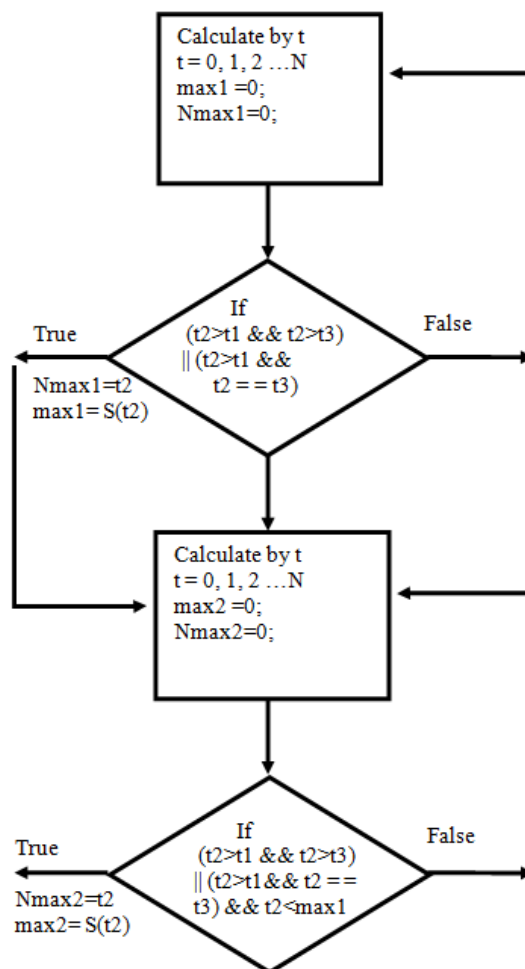 Calculate by t
t = 0, 1, 2 ...N
max1 =0;
Nmax1=0;
If
(t2>t1 && t2>t3)
|| (t2>t1 &&
t2 = = t3)
True
False
Nmax1=t2
max1= S(t2)
Calculate by t
t = 0, 1, 2 ...N
max2 =0;
Nmax2=0;
If
(t2>t1 && t2>t3)
|| (t2>t1&& t2 ==
t3) && t2<max1
True
False
Nmax2=t2
max2= S(t2)